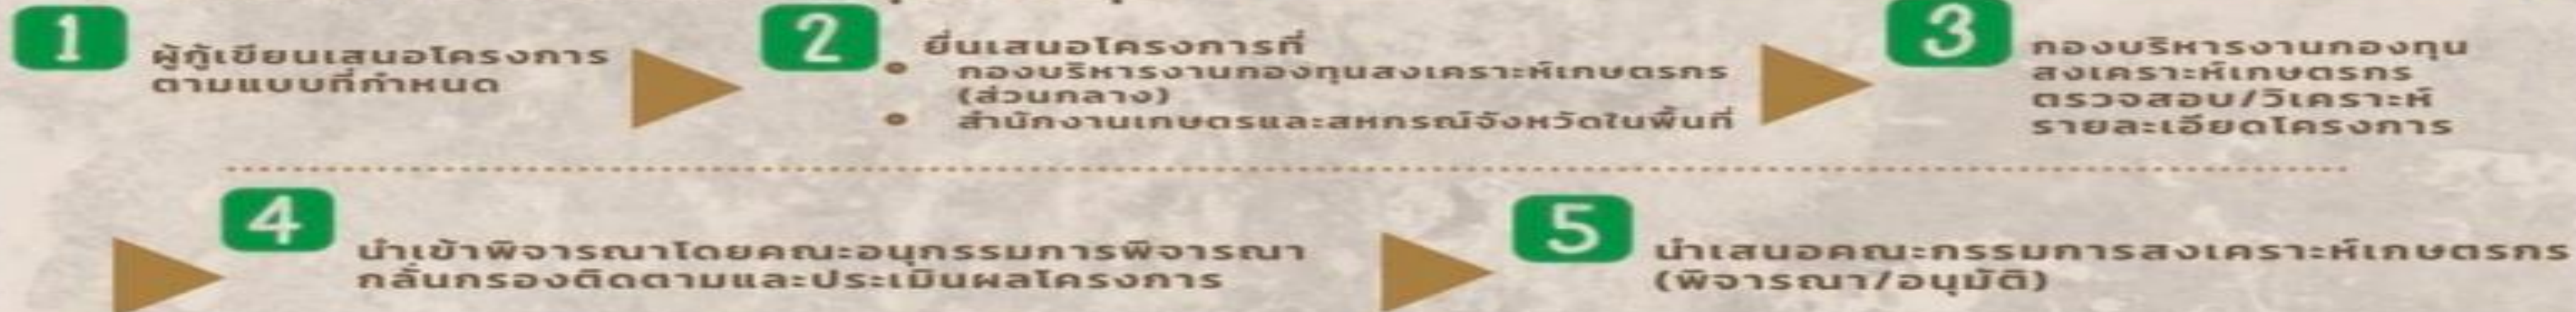 1
ผู้กู้เขียนเสนอโครงการ
ตามแบบที่กำหนด
2
ยื่นเสนอโครงการที่
• กองบริหารงานกองทุนสงเคราะห์เกษตรกร
(ส่วนกลาง)
• สำนักงานเกษตรและสหกรณ์จังหวัดในพื้นที่
3
กองบริหารงานกองทุน
สงเคราะห์เกษตรกร
ตรวจสอบ/วิเคราะห์
รายละเอียดโครงการ
4
นำเข้าพิจารณาโดยคณะอนุกรรมการพิจารณา
กลั่นกรองติดตามและประเมินผลโครงการ
5
นำเสนอคณะกรรมการสงเคราะห์เกษตรกร
(พิจารณา/อนุมัติ)